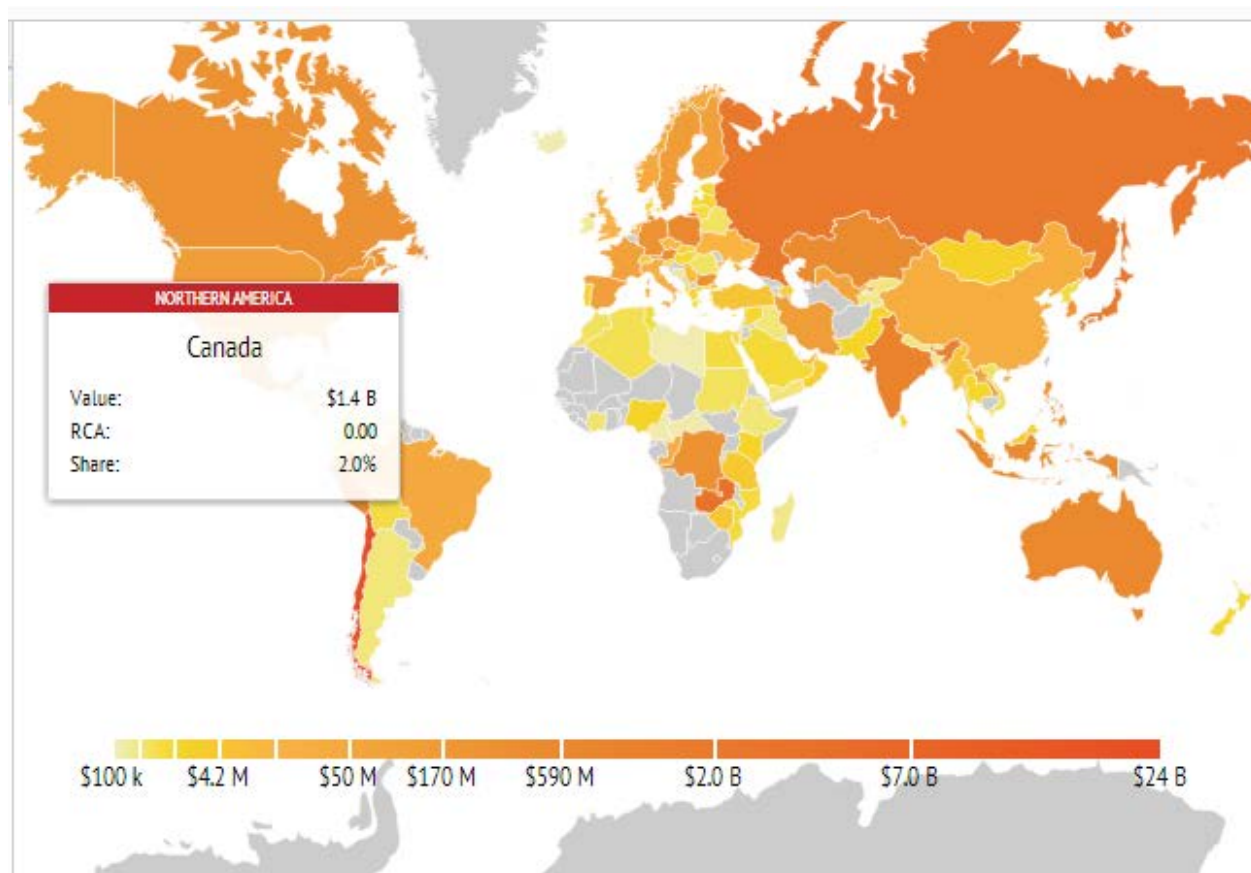 NORTHERN AMERICA
Canada
Value: $1.4 B
RCA: 0.00
Share: 2.0%
$100 k $4.2 M $50 M $170 M $590 M $2.0 B $7.0 B $24 B